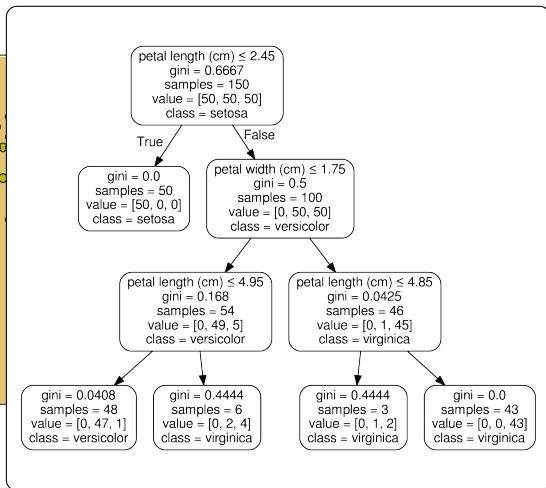 petal length (cm) ≤ 2.45
gini = 0.6667
samples = 150
value = [50, 50, 50]
class = setosa
True
False
gini = 0.0
samples = 50
value = [50, 0, 0]
class = setosa
petal width (cm) ≤ 1.75
gini = 0.5
samples = 100
value = [0, 50, 50]
class = versicolor
petal length (cm) ≤ 4.95
gini = 0.168
samples = 54
value = [0, 49, 5]
class = versicolor
petal length (cm) ≤ 4.85
gini = 0.0425
samples = 46
value = [0, 1, 45]
class = virginica
gini = 0.0408
samples = 48
value = [0, 47, 1]
class = versicolor
gini = 0.4444
samples = 6
value = [0, 2, 4]
class = virginica
gini = 0.4444
samples = 3
value = [0, 1, 2]
class = virginica
gini = 0.0
samples = 43
value = [0, 0, 43]
class = virginica